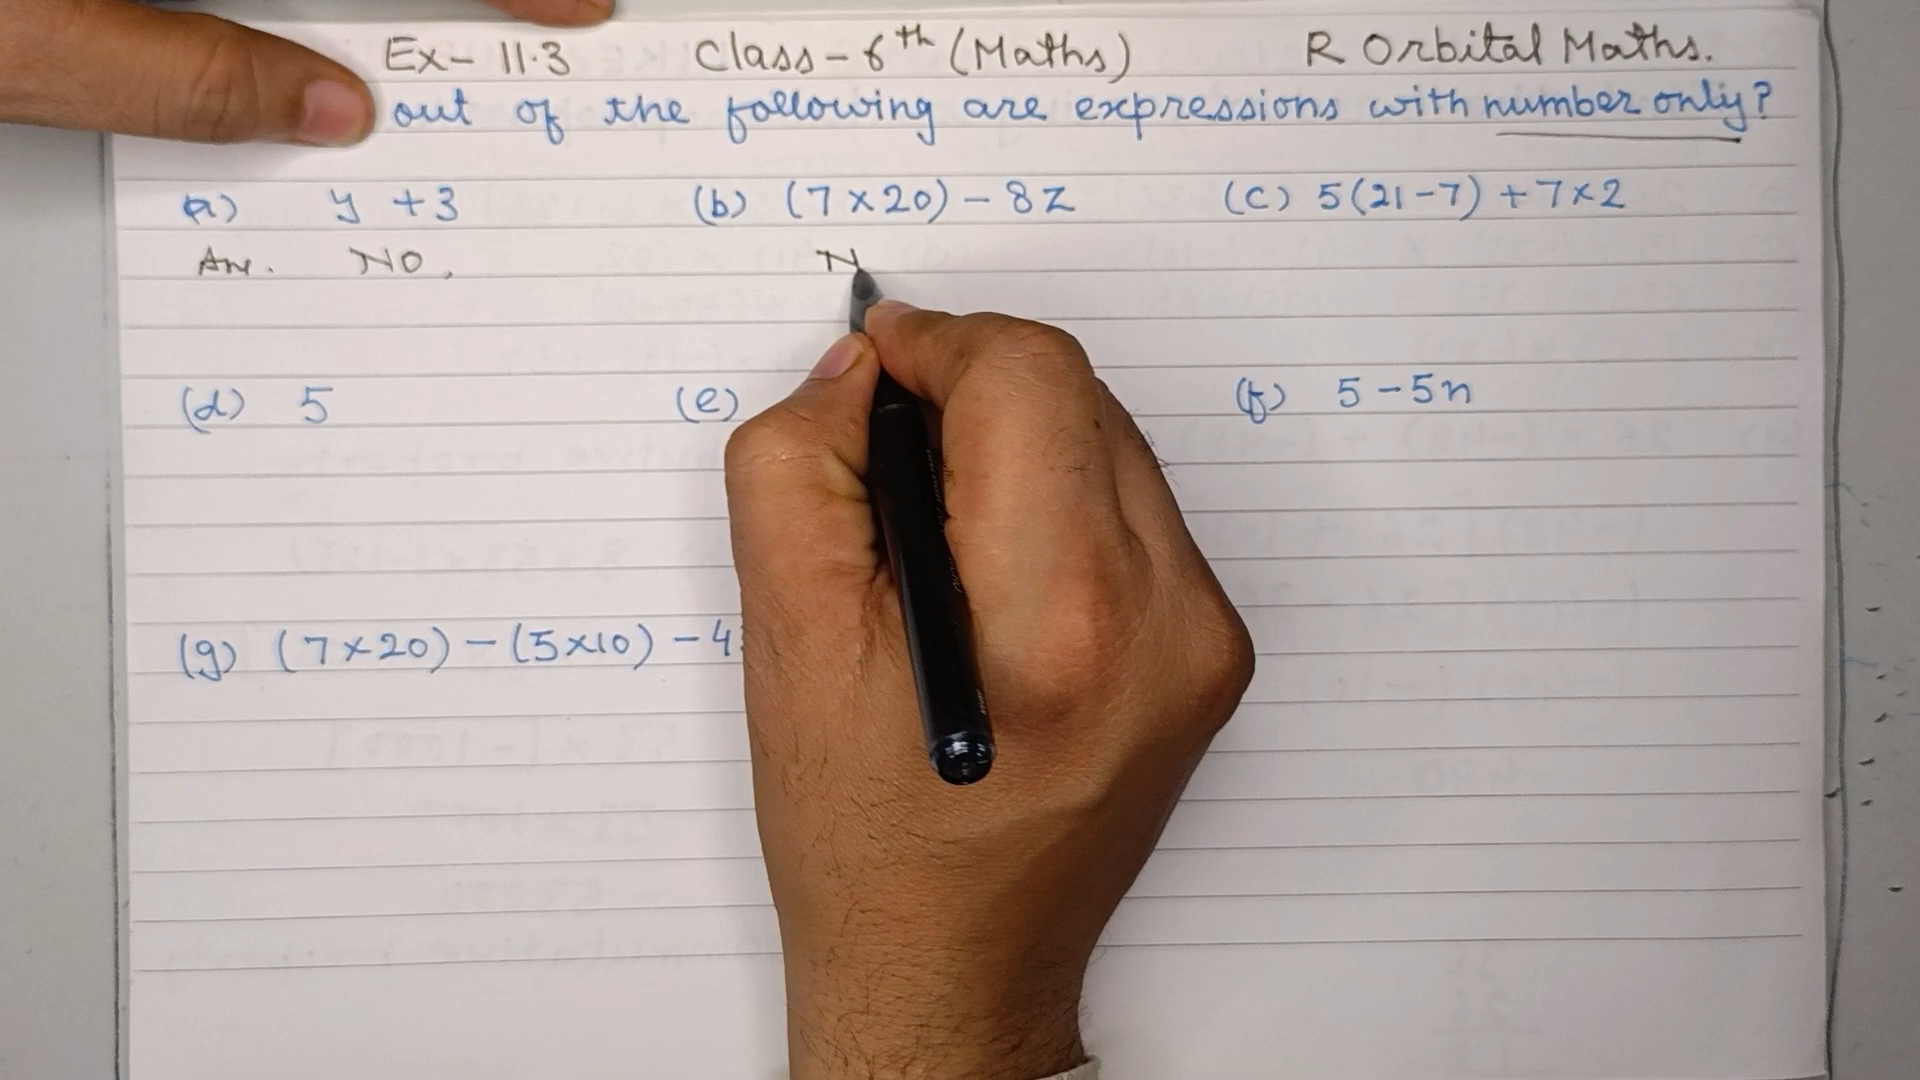 Ex- 11.3 Class - 6th (Maths) R Orbital Maths.
out of the following are expressions with number only?
a) y + 3 (b) (7×20) - 8z (c) 5(21-7) + 7×2
Ans. NO, N
(d) 5 (e) (f) 5 - 5n
(g) (7×20) - (5×10) - 4